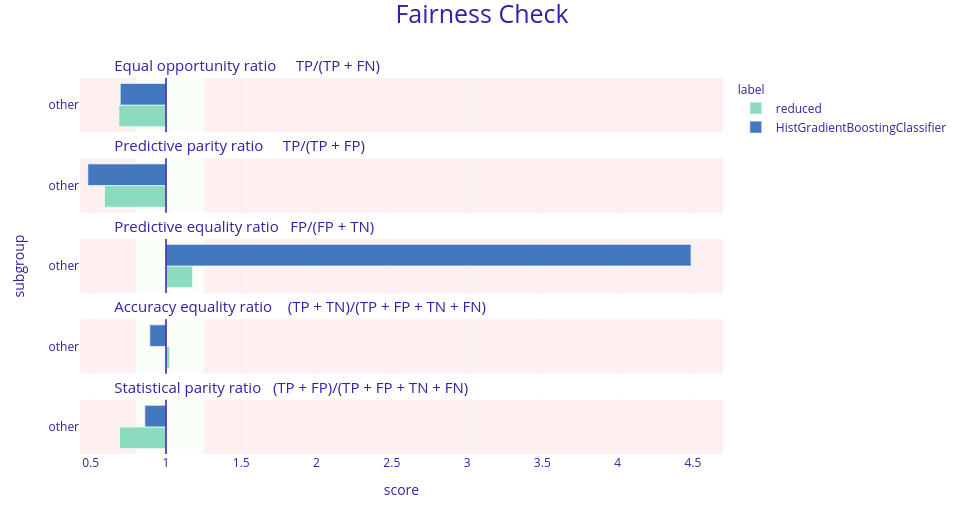 Fairness Check
Equal opportunity ratio TP/(TP + FN)
other
Predictive parity ratio TP/(TP + FP)
other
Predictive equality ratio FP/(FP + TN)
other
Accuracy equality ratio (TP + TN)/(TP + FP + TN + FN)
other
Statistical parity ratio (TP + FP)/(TP + FP + TN + FN)
other
subgroup
0.5 1 1.5 2 2.5 3 3.5 4 4.5
score
label
reduced
HistGradientBoostingClassifier